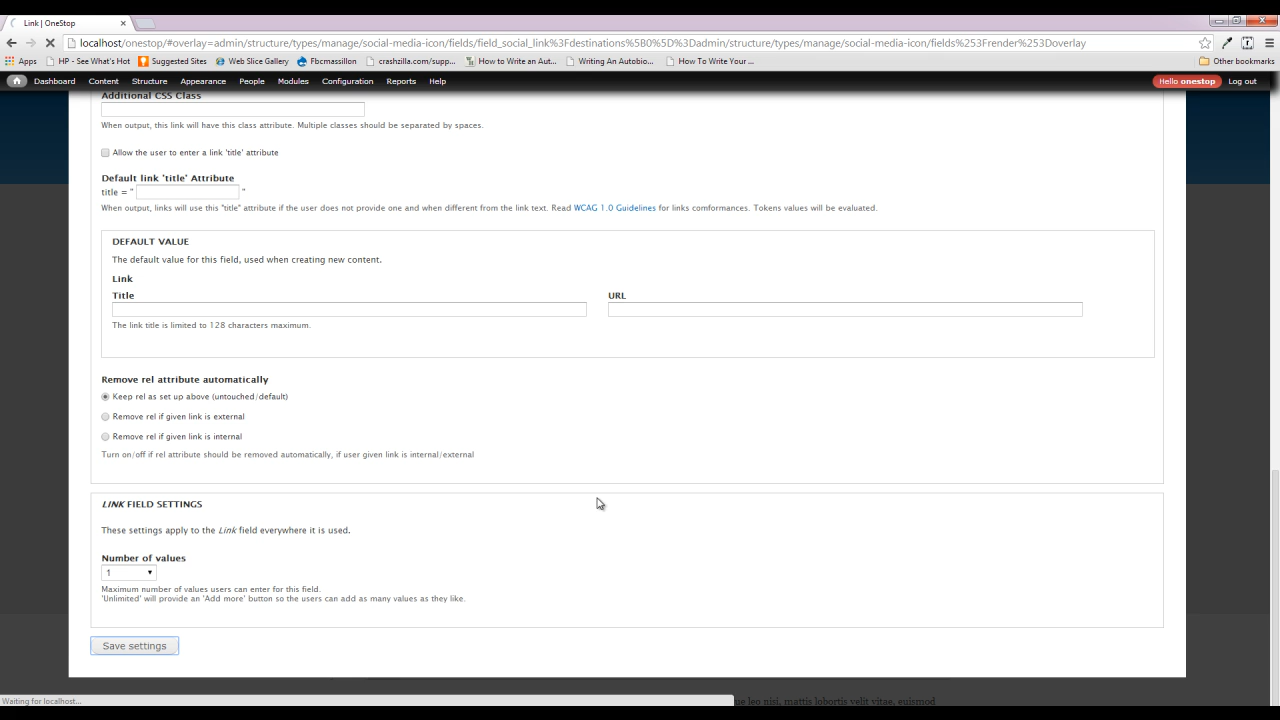 Link | OneStop
localhost/onestop/#overlay=admin/structure/types/manage/social-media-icon/fields/field_social_link%3Fdestinations%5B0%5D%3Dadmin/structure/types/manage/social-media-icon/fields%253Frender%253Doverlay
Apps HP - See What's Hot Suggested Sites Web Slice Gallery Fbcmassillon crashzilla.com/supp... How to Write an Aut... Writing An Autobio... How To Write Your ... Other bookmarks
Dashboard Content Structure Appearance People Modules Configuration Reports Help Hello onestop Log out
Additional CSS Class
When output, this link will have this class attribute. Multiple classes should be separated by spaces.
Allow the user to enter a link 'title' attribute
Default link 'title' Attribute
title = " "
When output, links will use this "title" attribute if the user does not provide one and when different from the link text. Read WCAG 1.0 Guidelines for links comformances. Tokens values will be evaluated.
DEFAULT VALUE
The default value for this field, used when creating new content.
Link
Title URL
The link title is limited to 128 characters maximum.
Remove rel attribute automatically
Keep rel as set up above (untouched/default)
Remove rel if given link is external
Remove rel if given link is internal
Turn on/off if rel attribute should be removed automatically, if user given link is internal/external
LINK FIELD SETTINGS
These settings apply to the Link field everywhere it is used.
Number of values
1
Maximum number of values users can enter for this field.
'Unlimited' will provide an 'Add more' button so the users can add as many values as they like.
Save settings
Waiting for localhost... ue leo nisl, mattis lobortis velit vitae, euismod